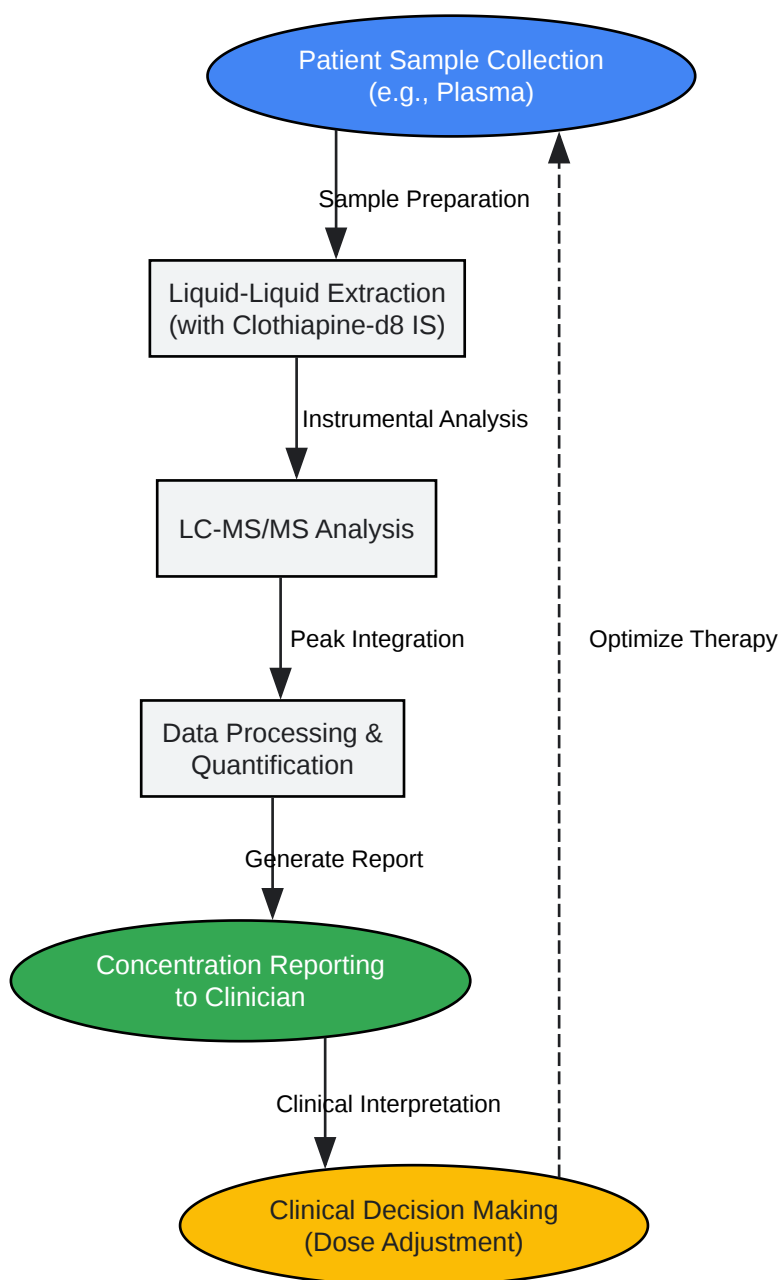 Patient Sample Collection
(e.g., Plasma)
Sample Preparation
Liquid-Liquid Extraction
(with Clothiapine-d8 IS)
Instrumental Analysis
LC-MS/MS Analysis
Peak Integration
Optimize Therapy
Data Processing &
Quantification
Generate Report
Concentration Reporting
to Clinician
Clinical Interpretation
Clinical Decision Making
(Dose Adjustment)